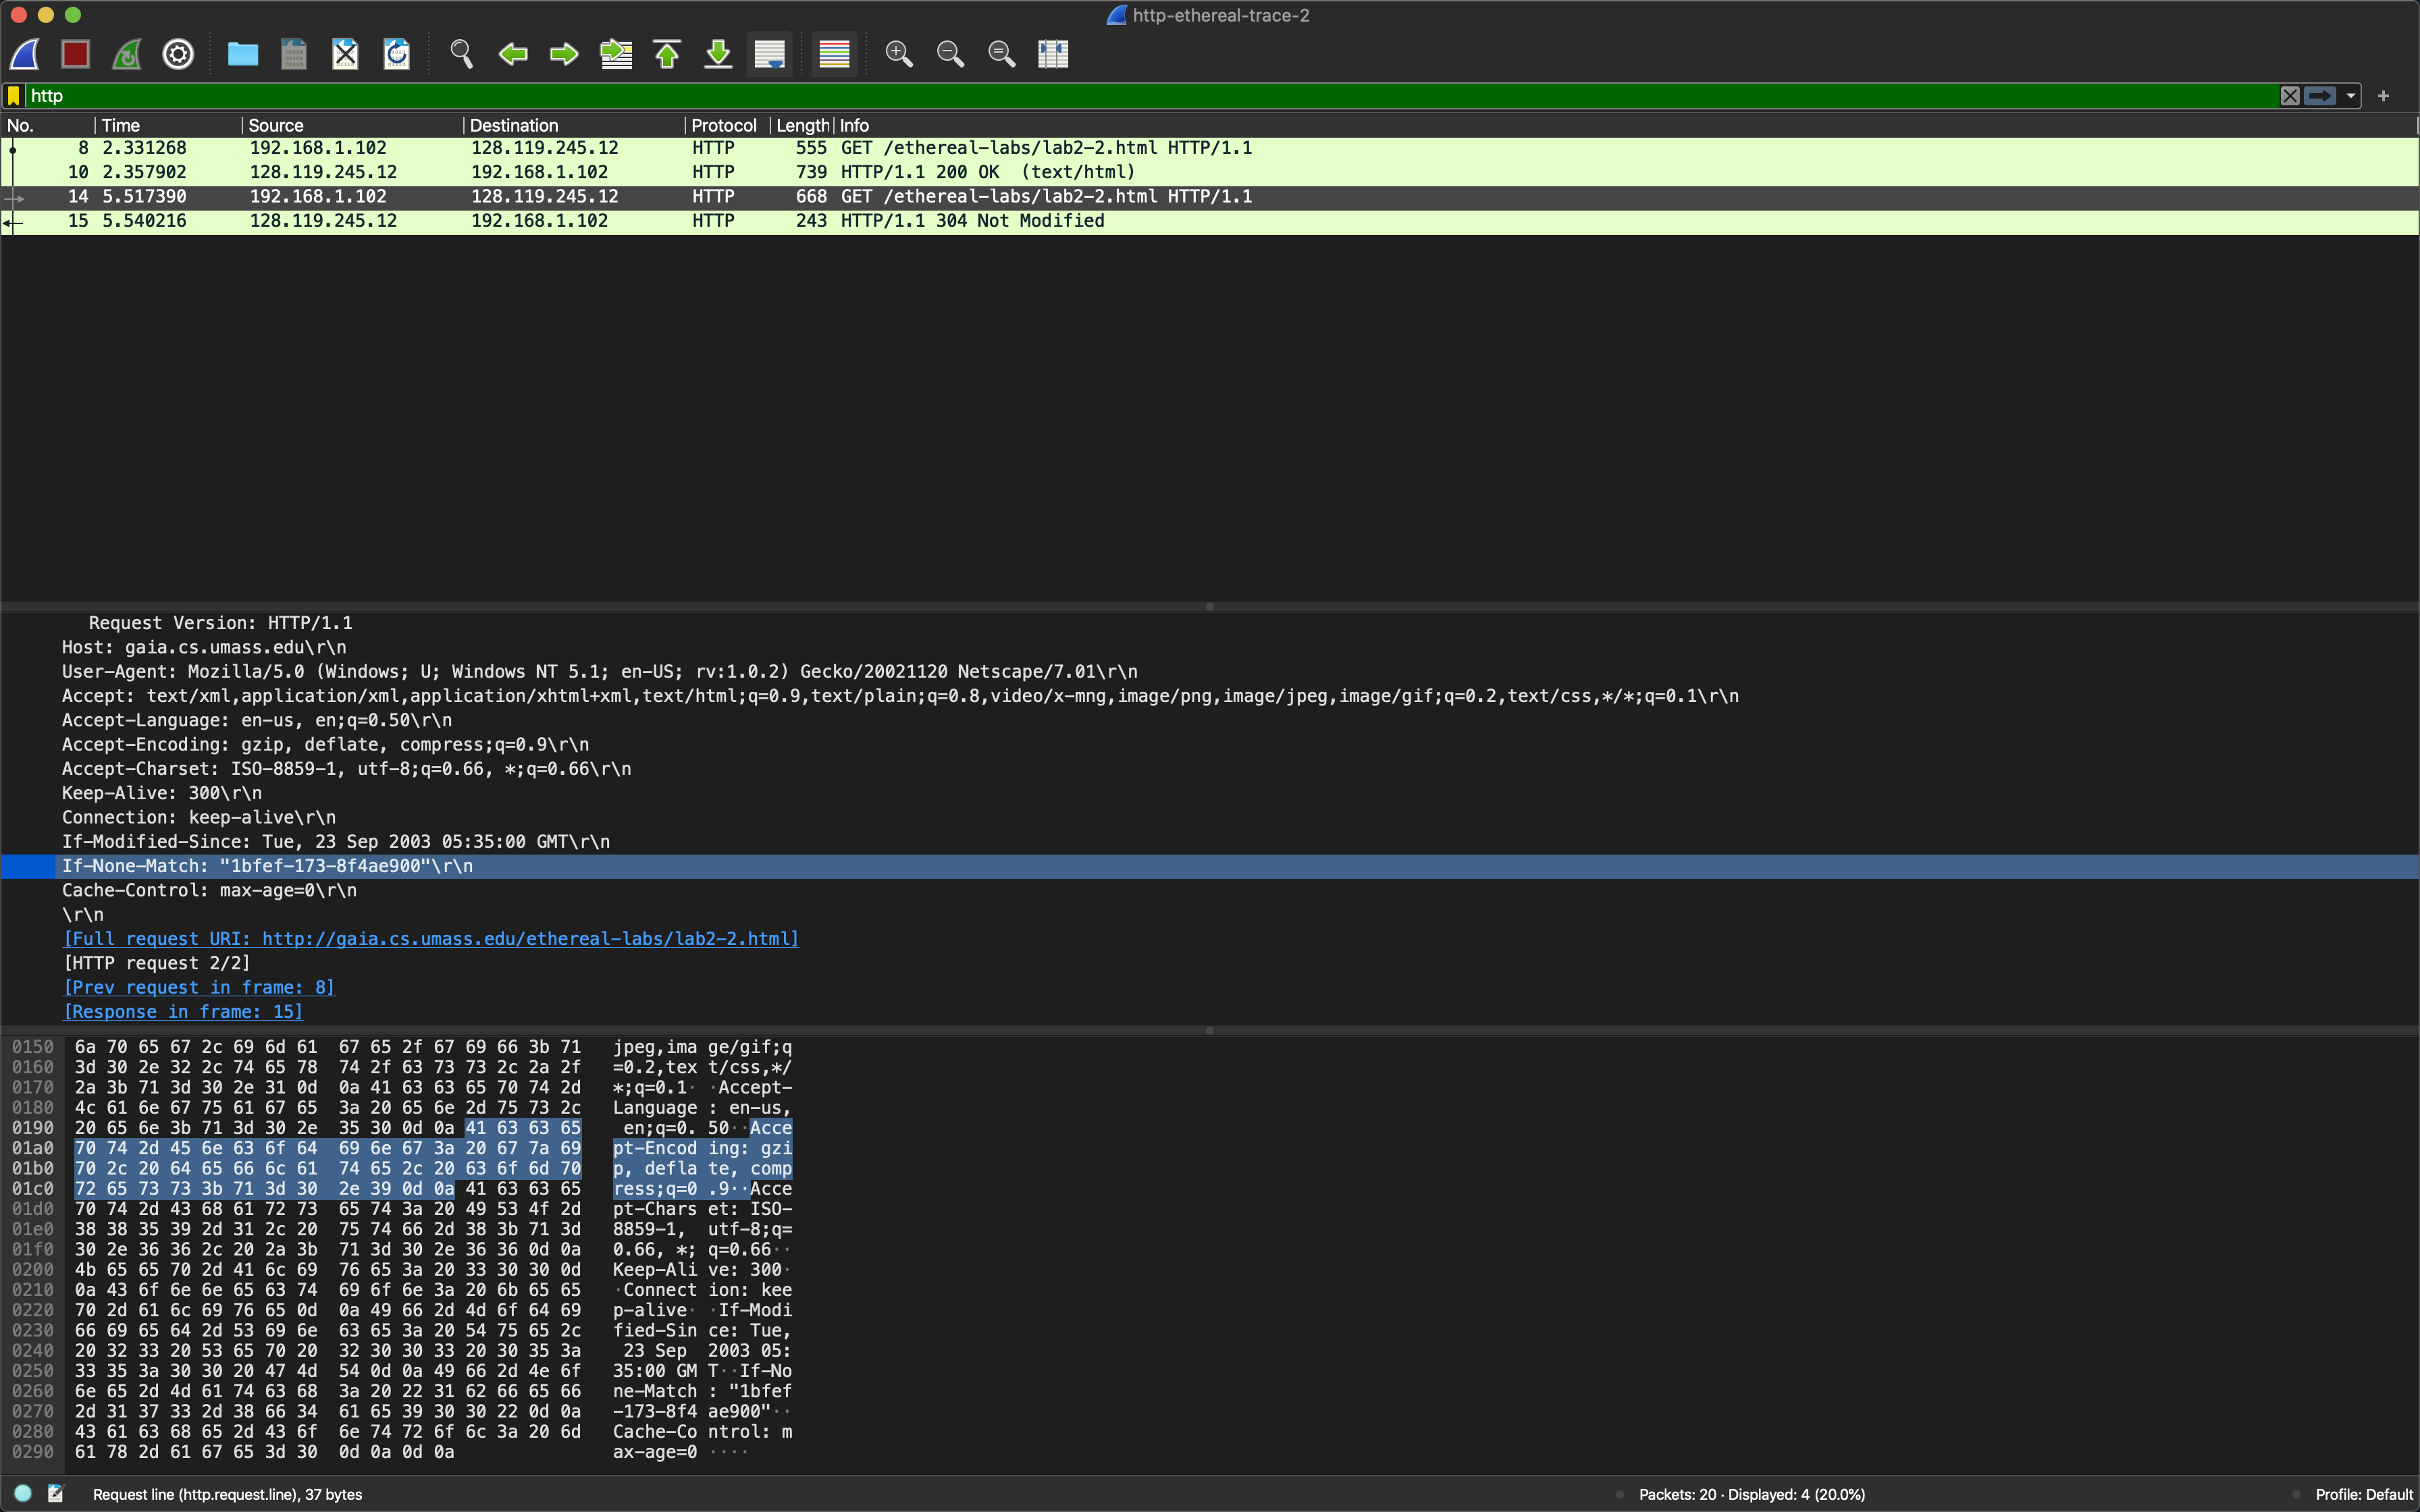 http-ethereal-trace-2
http
No. Time Source Destination Protocol Length Info
8 2.331268 192.168.1.102 128.119.245.12 HTTP 555 GET /ethereal-labs/lab2-2.html HTTP/1.1
10 2.357902 128.119.245.12 192.168.1.102 HTTP 739 HTTP/1.1 200 OK  (text/html)
14 5.517390 192.168.1.102 128.119.245.12 HTTP 668 GET /ethereal-labs/lab2-2.html HTTP/1.1
15 5.540216 128.119.245.12 192.168.1.102 HTTP 243 HTTP/1.1 304 Not Modified
Request Version: HTTP/1.1
Host: gaia.cs.umass.edu\r\n
User-Agent: Mozilla/5.0 (Windows; U; Windows NT 5.1; en-US; rv:1.0.2) Gecko/20021120 Netscape/7.01\r\n
Accept: text/xml,application/xml,application/xhtml+xml,text/html;q=0.9,text/plain;q=0.8,video/x-mng,image/png,image/jpeg,image/gif;q=0.2,text/css,*/*;q=0.1\r\n
Accept-Language: en-us, en;q=0.50\r\n
Accept-Encoding: gzip, deflate, compress;q=0.9\r\n
Accept-Charset: ISO-8859-1, utf-8;q=0.66, *;q=0.66\r\n
Keep-Alive: 300\r\n
Connection: keep-alive\r\n
If-Modified-Since: Tue, 23 Sep 2003 05:35:00 GMT\r\n
If-None-Match: "1bfef-173-8f4ae900"\r\n
Cache-Control: max-age=0\r\n
\r\n
[Full request URI: http://gaia.cs.umass.edu/ethereal-labs/lab2-2.html]
[HTTP request 2/2]
[Prev request in frame: 8]
[Response in frame: 15]
0150 6a 70 65 67 2c 69 6d 61 67 65 2f 67 69 66 3b 71 jpeg,ima ge/gif;q
0160 3d 30 2e 32 2c 74 65 78 74 2f 63 73 73 2c 2a 2f =0.2,tex t/css,*/
0170 2a 3b 71 3d 30 2e 31 0d 0a 41 63 63 65 70 74 2d *;q=0.1· ·Accept-
0180 4c 61 6e 67 75 61 67 65 3a 20 65 6e 2d 75 73 2c Language : en-us,
0190 20 65 6e 3b 71 3d 30 2e 35 30 0d 0a 41 63 63 65 en;q=0. 50··Acce
01a0 70 74 2d 45 6e 63 6f 64 69 6e 67 3a 20 67 7a 69 pt-Encod ing: gzi
01b0 70 2c 20 64 65 66 6c 61 74 65 2c 20 63 6f 6d 70 p, defla te, comp
01c0 72 65 73 73 3b 71 3d 30 2e 39 0d 0a 41 63 63 65 ress;q=0 .9··Acce
01d0 70 74 2d 43 68 61 72 73 65 74 3a 20 49 53 4f 2d pt-Chars et: ISO-
01e0 38 38 35 39 2d 31 2c 20 75 74 66 2d 38 3b 71 3d 8859-1,  utf-8;q=
01f0 30 2e 36 36 2c 20 2a 3b 71 3d 30 2e 36 36 0d 0a 0.66, *; q=0.66··
0200 4b 65 65 70 2d 41 6c 69 76 65 3a 20 33 30 30 0d Keep-Ali ve: 300·
0210 0a 43 6f 6e 6e 65 63 74 69 6f 6e 3a 20 6b 65 65 ·Connect ion: kee
0220 70 2d 61 6c 69 76 65 0d 0a 49 66 2d 4d 6f 64 69 p-alive· ·If-Modi
0230 66 69 65 64 2d 53 69 6e 63 65 3a 20 54 75 65 2c fied-Sin ce: Tue,
0240 20 32 33 20 53 65 70 20 32 30 30 33 20 30 35 3a 23 Sep  2003 05:
0250 33 35 3a 30 30 20 47 4d 54 0d 0a 49 66 2d 4e 6f 35:00 GM T··If-No
0260 6e 65 2d 4d 61 74 63 68 3a 20 22 31 62 66 65 66 ne-Match : "1bfef
0270 2d 31 37 33 2d 38 66 34 61 65 39 30 30 22 0d 0a -173-8f4 ae900"··
0280 43 61 63 68 65 2d 43 6f 6e 74 72 6f 6c 3a 20 6d Cache-Co ntrol: m
0290 61 78 2d 61 67 65 3d 30 0d 0a 0d 0a ax-age=0 ····
Request line (http.request.line), 37 bytes
Packets: 20 · Displayed: 4 (20.0%)
Profile: Default